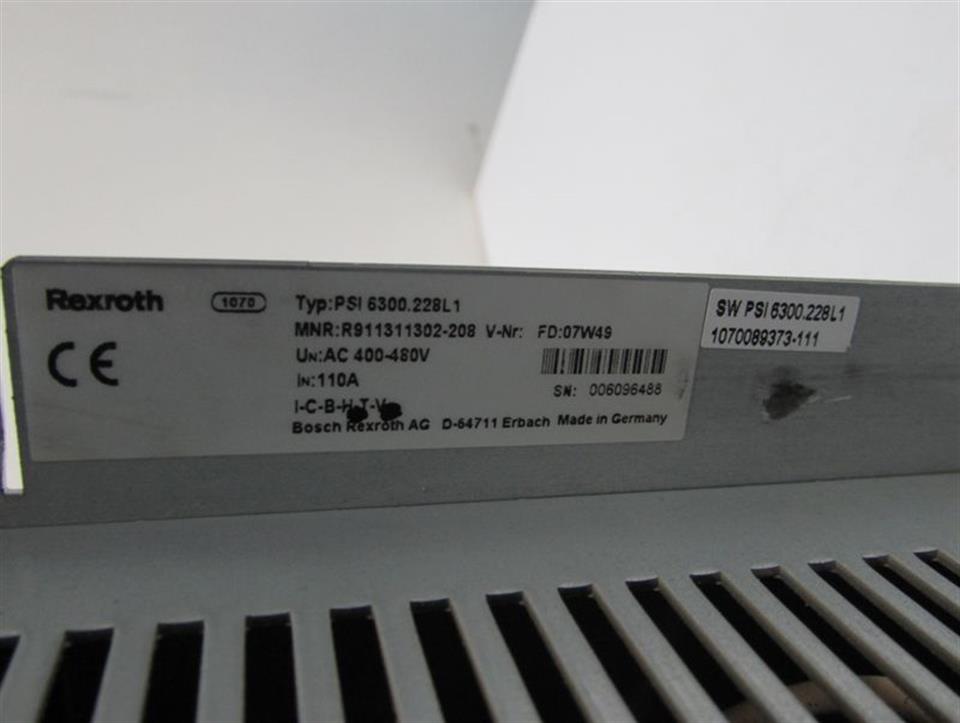 Rexroth 1070 Typ:PSI 6300.228L1
MNR:R911311302-208 V-Nr: FD:07W49
CE UN:AC 400-480V
IN:110A
SN: 006096488
I-C-B-H-T-V
Bosch Rexroth AG D-64711 Erbach Made in Germany
SW PSI 6300.228L1
1070089373-111